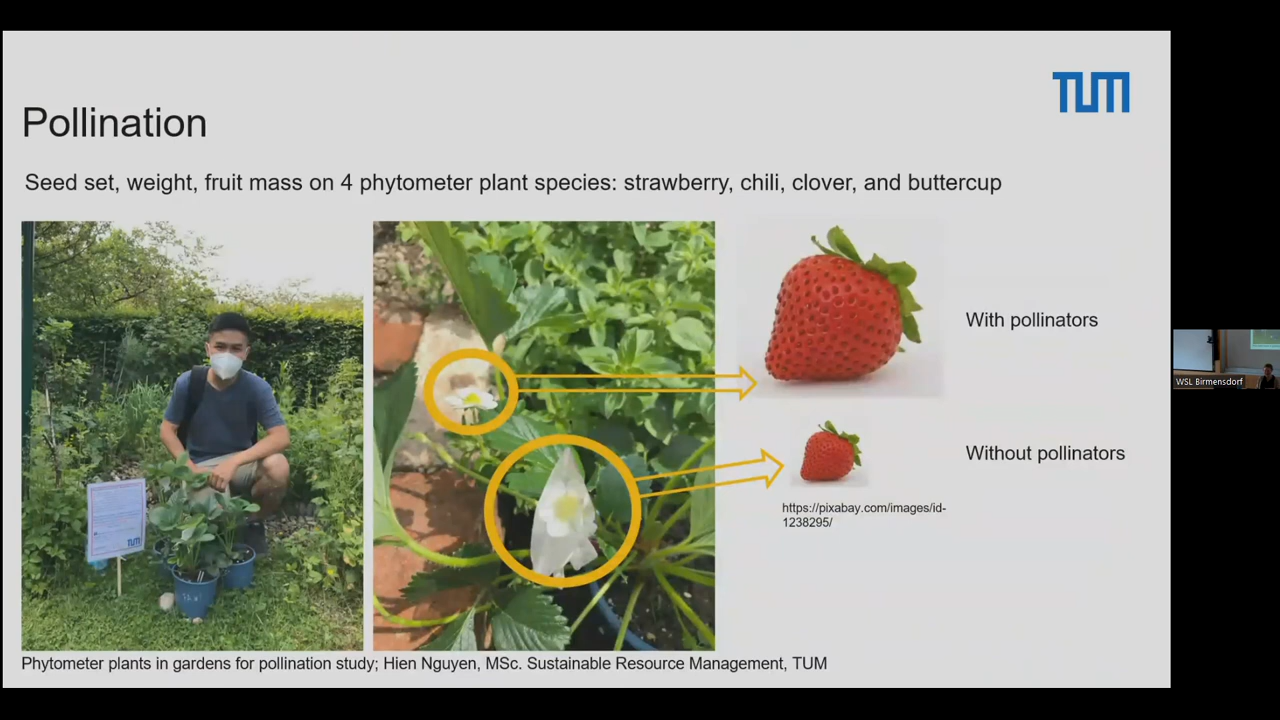 TUM
Pollination
Seed set, weight, fruit mass on 4 phytometer plant species: strawberry, chili, clover, and buttercup
With pollinators
WSL Birmensdorf
Without pollinators
https://pixabay.com/images/id-
1238295/
TUM
Phytometer plants in gardens for pollination study; Hien Nguyen, MSc. Sustainable Resource Management, TUM